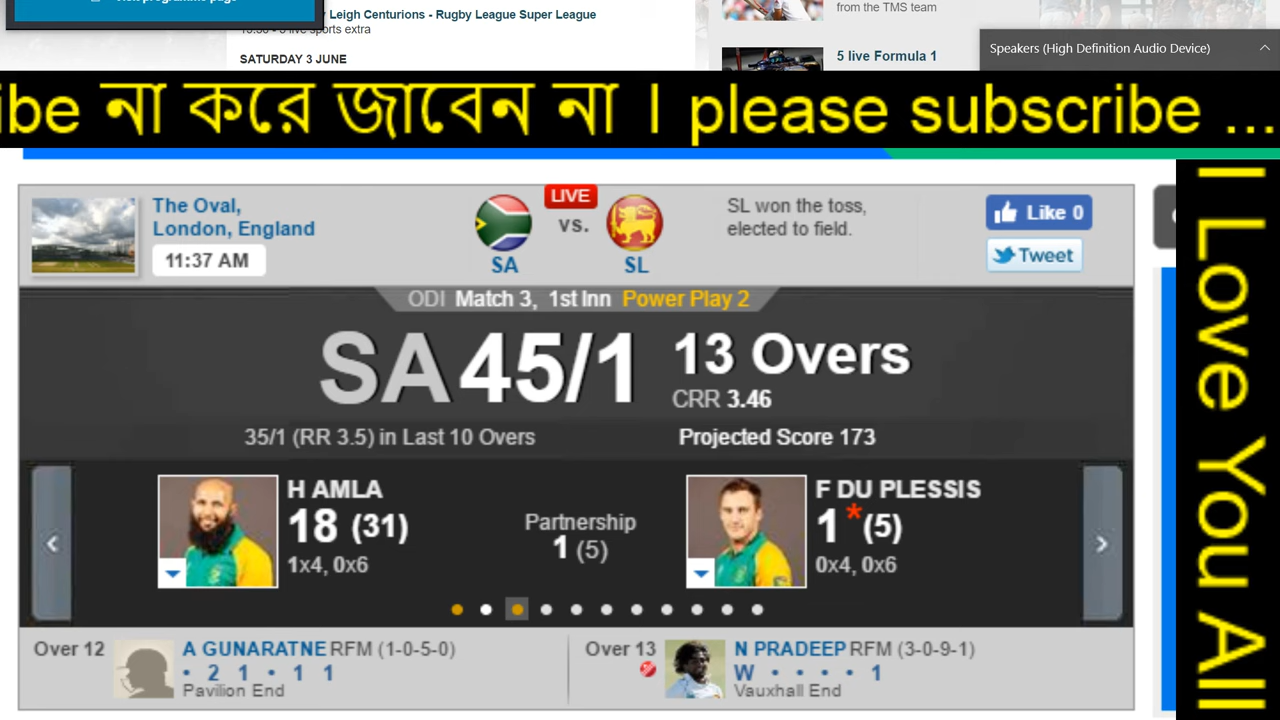 Leigh Centurions - Rugby League Super League
5 live sports extra
SATURDAY 3 JUNE
from the TMS team
5 live Formula 1
Speakers (High Definition Audio Device)
ibe না করে জাবেন না । please subscribe ...
I Love You All
The Oval,
London, England
11:37 AM
LIVE
vs.
SA
SL
SL won the toss,
elected to field.
Like 0
Tweet
ODI Match 3, 1st Inn Power Play 2
SA 45/1
13 Overs
CRR 3.46
35/1 (RR 3.5) in Last 10 Overs
Projected Score 173
H AMLA
18 (31)
1x4, 0x6
Partnership
1 (5)
F DU PLESSIS
1 * (5)
0x4, 0x6
Over 12
A GUNARATNE RFM (1-0-5-0)
• 2 1 • 1 1
Pavilion End
Over 13
N PRADEEP RFM (3-0-9-1)
W • • • • 1
Vauxhall End